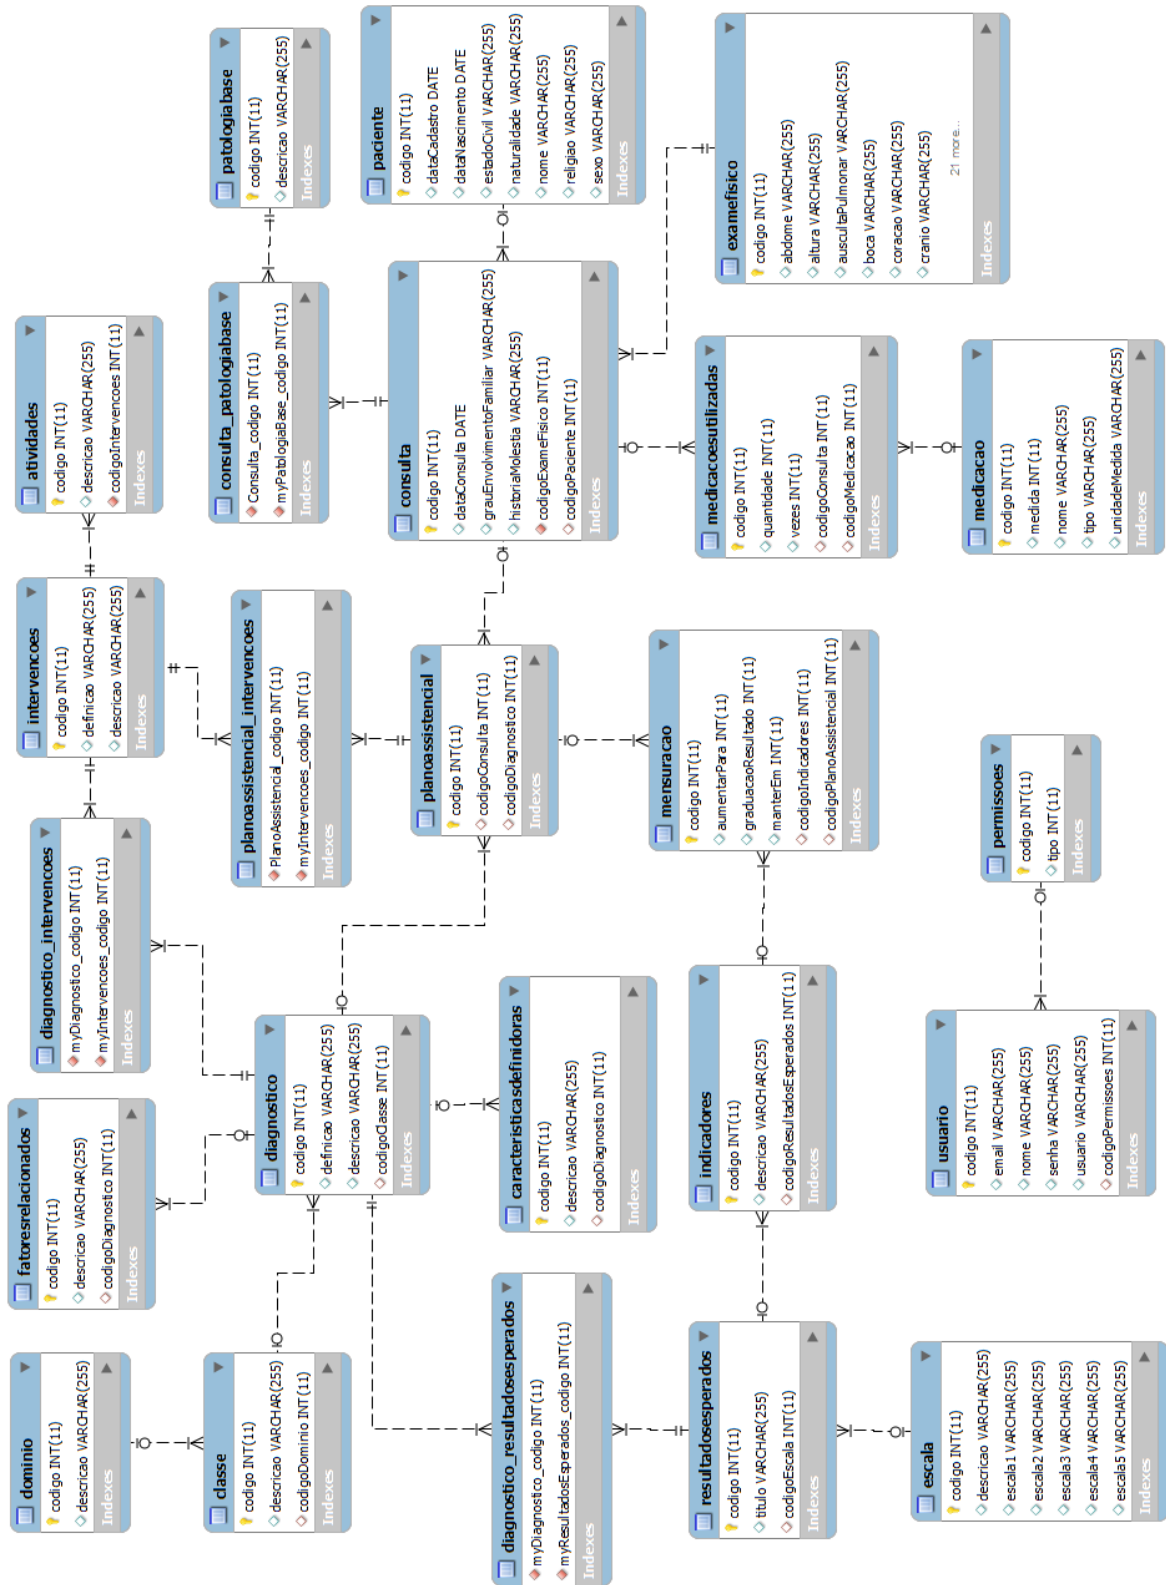 dominio
codigo INT(11)
descricao VARCHAR(255)
Indexes
fatoresrelacionados
codigo INT(11)
descricao VARCHAR(255)
codigoDiagnostico INT(11)
Indexes
diagnostico_intervencoes
myDiagnostico_codigo INT(11)
myIntervencoes_codigo INT(11)
Indexes
intervencoes
codigo INT(11)
definicao VARCHAR(255)
descricao VARCHAR(255)
Indexes
atividades
codigo INT(11)
descricao VARCHAR(255)
codigoIntervencoes INT(11)
Indexes
classe
codigo INT(11)
descricao VARCHAR(255)
codigoDominio INT(11)
Indexes
diagnostico
codigo INT(11)
definicao VARCHAR(255)
descricao VARCHAR(255)
codigoClasse INT(11)
Indexes
planoassistencial_intervencoes
PlanoAssistencial_codigo INT(11)
myIntervencoes_codigo INT(11)
Indexes
consulta_patologiabase
Consulta_codigo INT(11)
myPatologiaBase_codigo INT(11)
Indexes
patologiabase
codigo INT(11)
descricao VARCHAR(255)
Indexes
planoassistencial
codigo INT(11)
codigoConsulta INT(11)
codigoDiagnostico INT(11)
Indexes
consulta
codigo INT(11)
dataConsulta DATE
grauEnvolvimentoFamiliar VARCHAR(255)
historiaMolestia VARCHAR(255)
codigoExameFisico INT(11)
codigoPaciente INT(11)
Indexes
paciente
codigo INT(11)
dataCadastro DATE
dataNascimento DATE
estadoCivil VARCHAR(255)
naturalidade VARCHAR(255)
nome VARCHAR(255)
religiao VARCHAR(255)
sexo VARCHAR(255)
Indexes
diagnostico_resultadosesperados
myDiagnostico_codigo INT(11)
myResultadosEsperados_codigo INT(11)
Indexes
caracteristicasdefinidoras
codigo INT(11)
descricao VARCHAR(255)
codigoDiagnostico INT(11)
Indexes
resultadosesperados
codigo INT(11)
titulo VARCHAR(255)
codigoEscala INT(11)
Indexes
indicadores
codigo INT(11)
descricao VARCHAR(255)
codigoResultadosEsperados INT(11)
Indexes
mensuracao
codigo INT(11)
aumentarPara INT(11)
graduacaoResultado INT(11)
manterEm INT(11)
codigoIndicadores INT(11)
codigoPlanoAssistencial INT(11)
Indexes
medicacoesutilizadas
codigo INT(11)
quantidade INT(11)
vezes INT(11)
codigoConsulta INT(11)
codigoMedicacao INT(11)
Indexes
examefisico
codigo INT(11)
abdome VARCHAR(255)
altura VARCHAR(255)
auscultaPulmonar VARCHAR(255)
boca VARCHAR(255)
coracao VARCHAR(255)
cranio VARCHAR(255)
21 more...
Indexes
escala
codigo INT(11)
descricao VARCHAR(255)
escala1 VARCHAR(255)
escala2 VARCHAR(255)
escala3 VARCHAR(255)
escala4 VARCHAR(255)
escala5 VARCHAR(255)
Indexes
usuario
codigo INT(11)
email VARCHAR(255)
nome VARCHAR(255)
senha VARCHAR(255)
usuario VARCHAR(255)
codigoPermissoes INT(11)
Indexes
permissoes
codigo INT(11)
tipo INT(11)
Indexes
medicacao
codigo INT(11)
medida INT(11)
nome VARCHAR(255)
tipo VARCHAR(255)
unidadeMedida VARCHAR(255)
Indexes